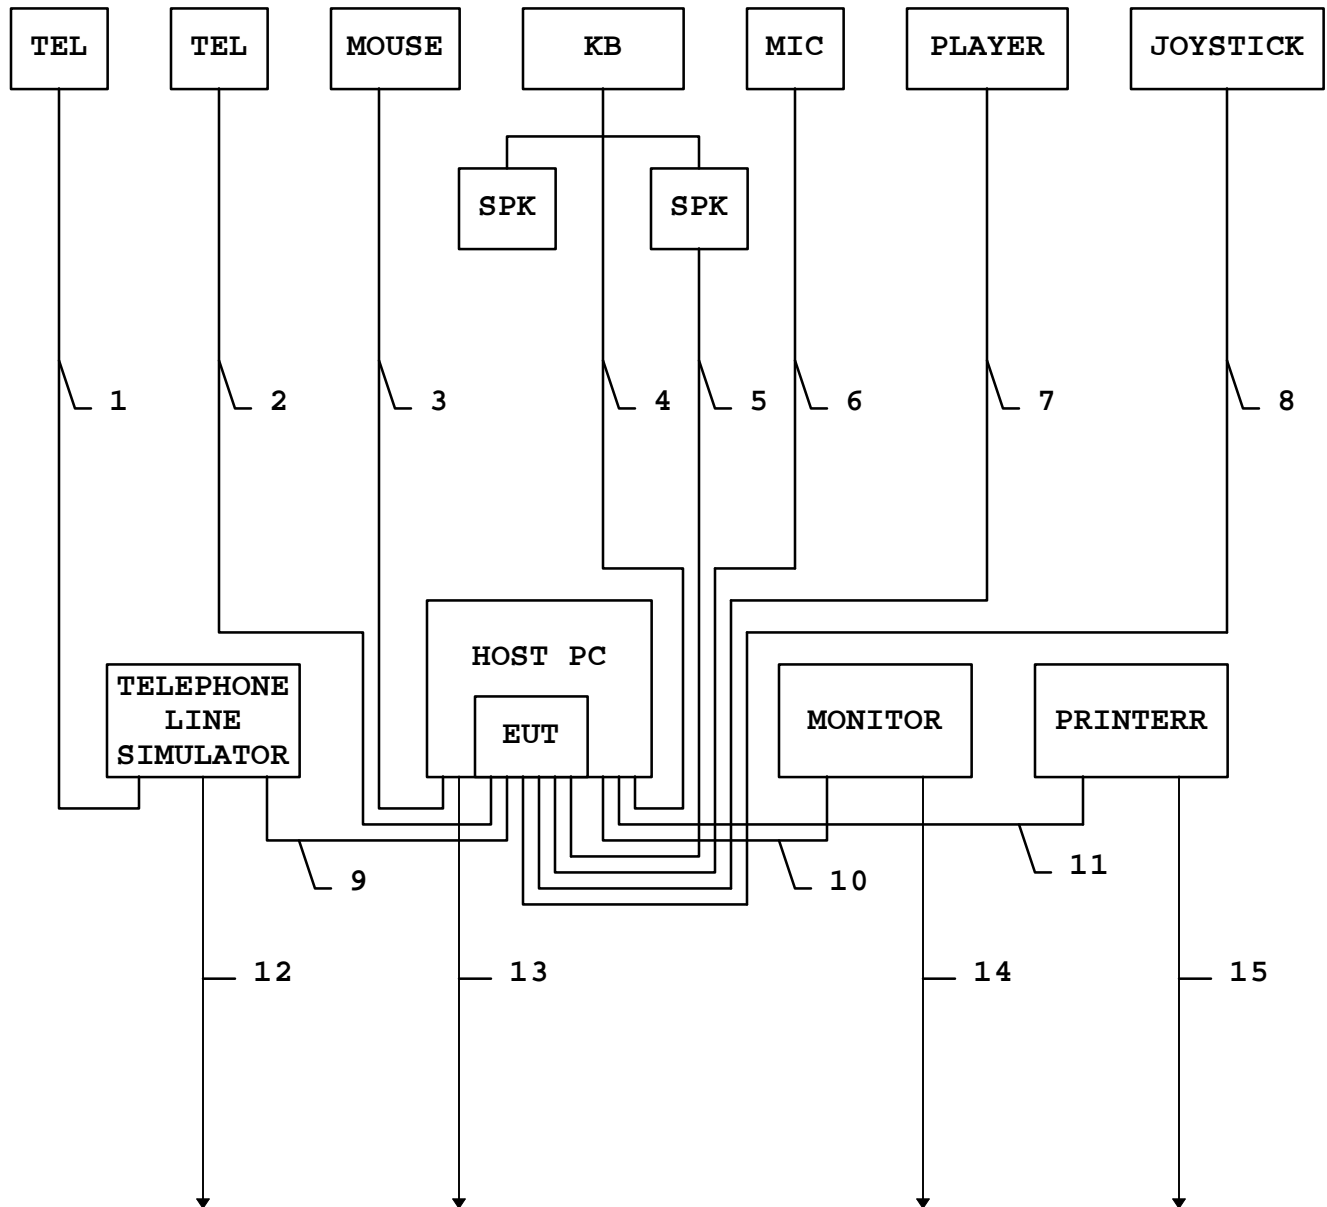 TEL TEL MOUSE KB MIC PLAYER JOYSTICK
SPK SPK
1 2 3 4 5 6 7 8
HOST PC
TELEPHONE
LINE
SIMULATOR
EUT
MONITOR
PRINTERR
9 10 11
12 13 14 15